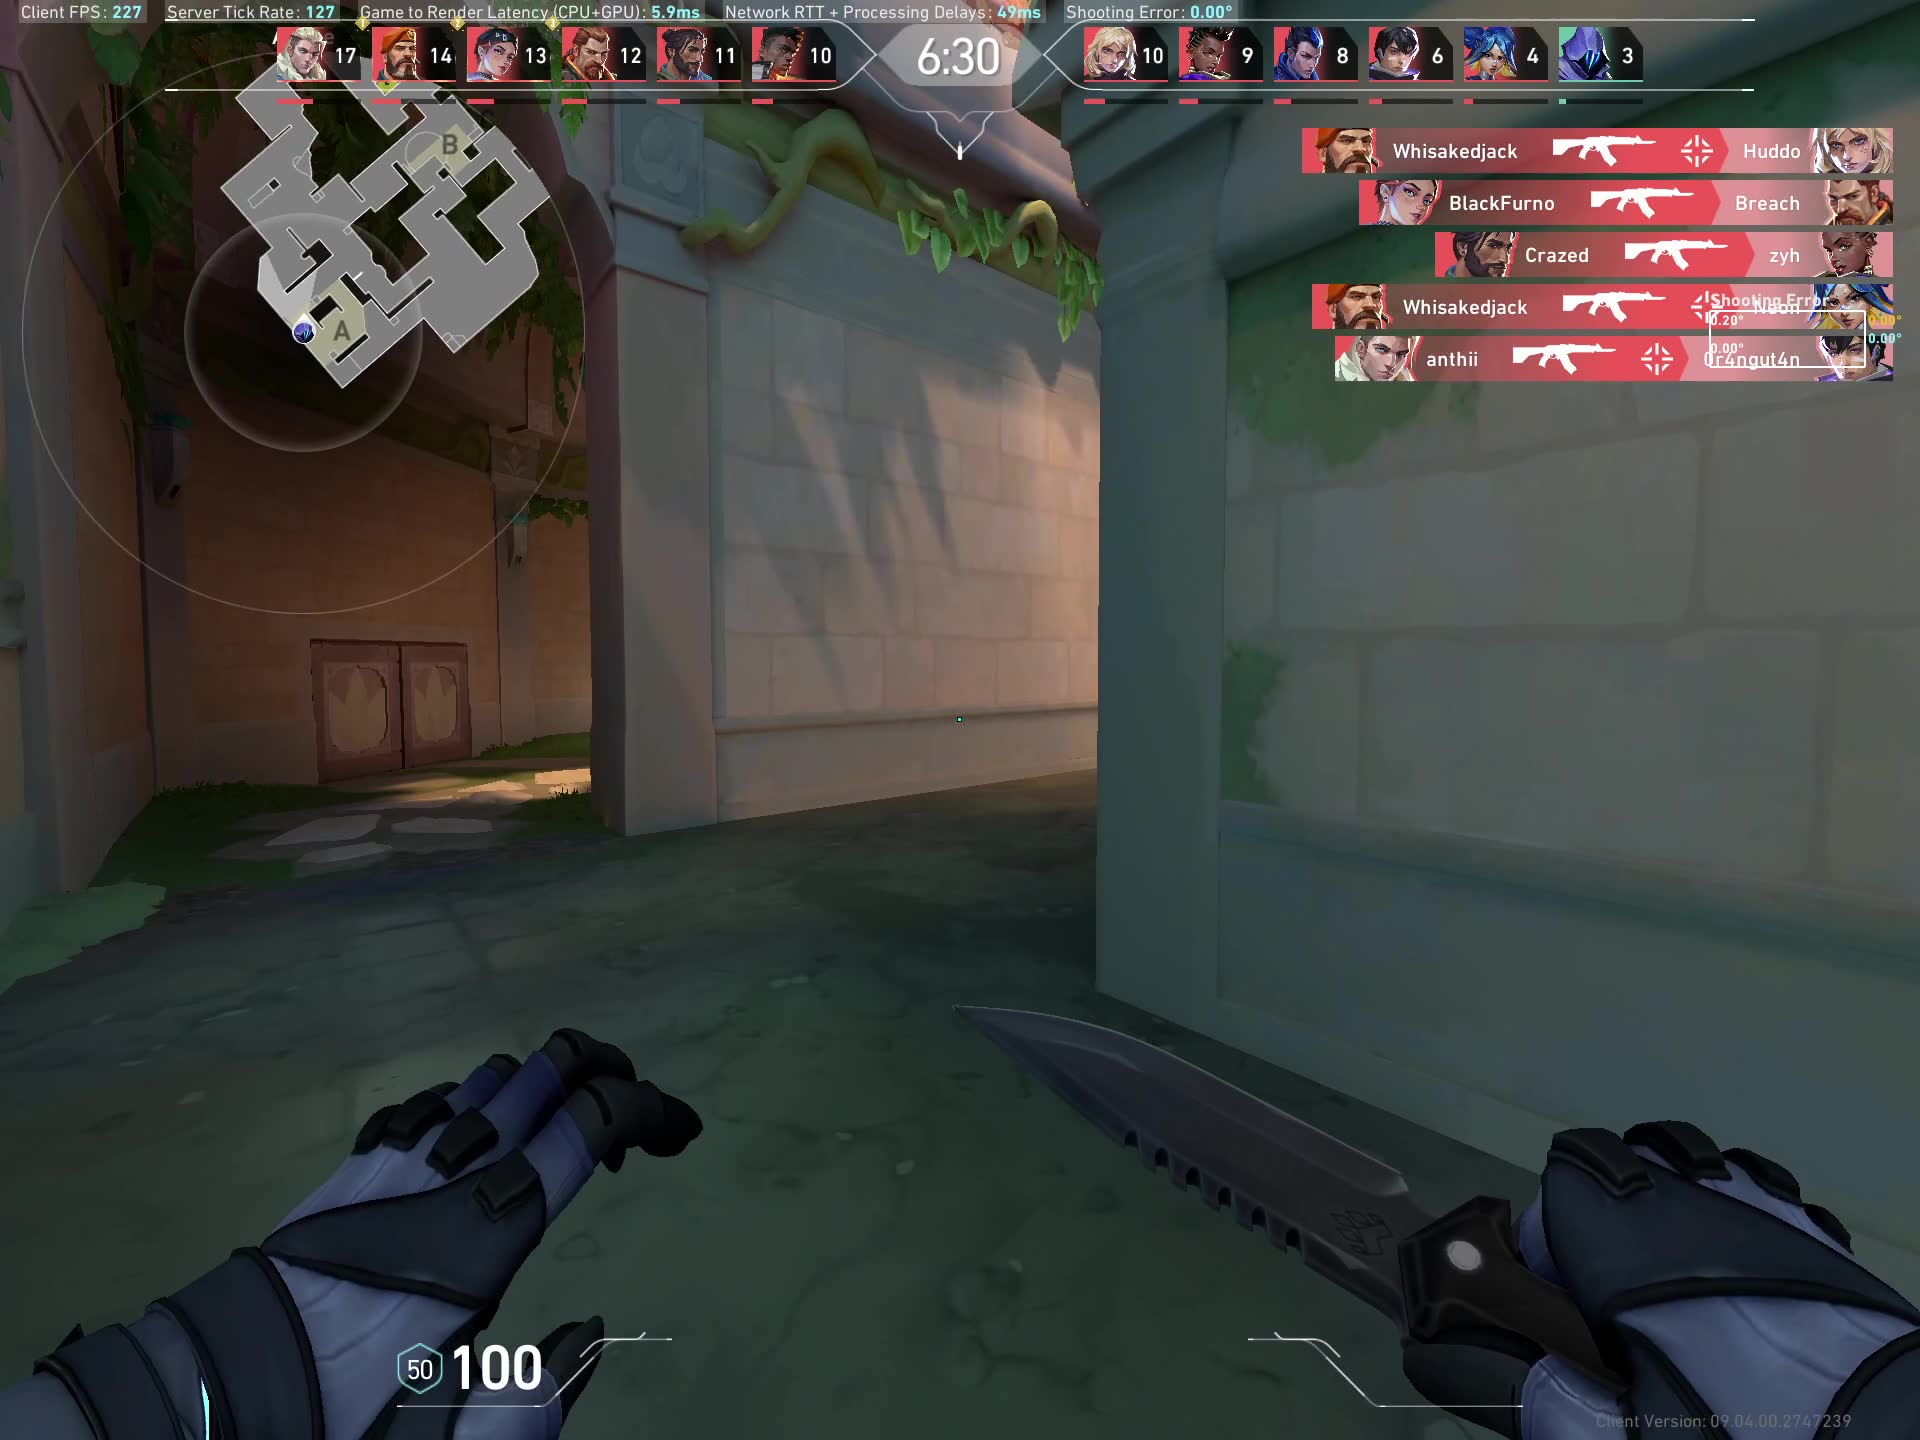 Client FPS: 227 Server Tick Rate: 127 Game to Render Latency (CPU+GPU): 5.9ms Network RTT + Processing Delays: 49ms Shooting Error: 0.00°
17 14 13 12 11 10 6:30 10 9 8 6 4 3
B
A
Whisakedjack Huddo
BlackFurno Breach
Crazed zyh
Whisakedjack Neon
Shooting Error
0.20° 0.00°
0.00°
0.00°
anthii 0r4ngut4n
50 100
Client Version: 09.04.00.2747239